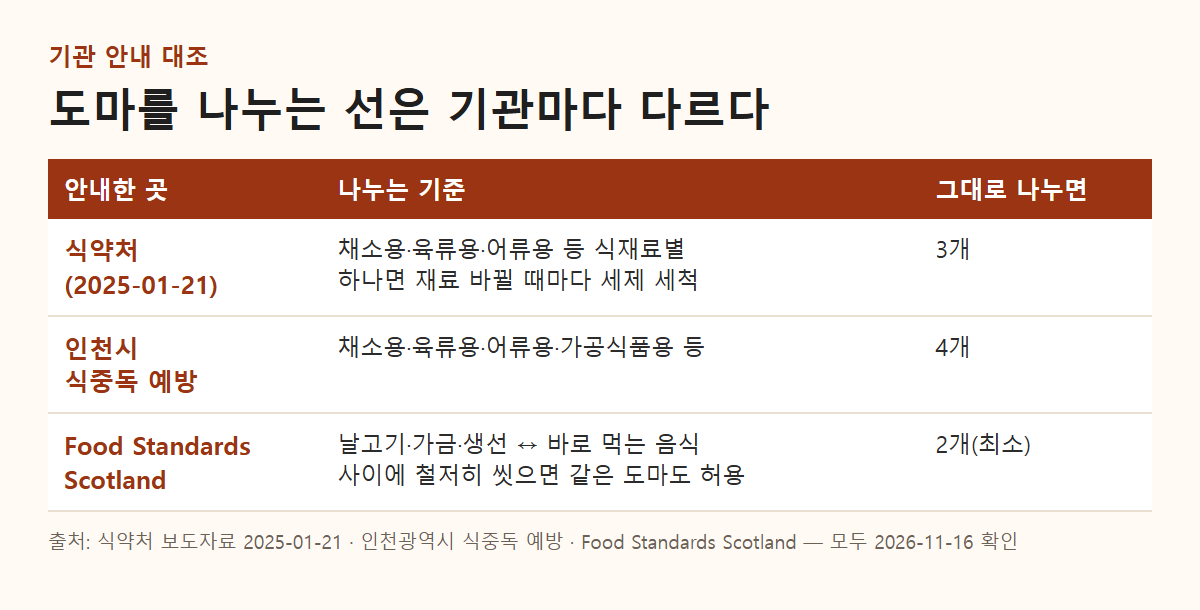 기관 안내 대조
도마를 나누는 선은 기관마다 다르다
안내한 곳 나누는 기준 그대로 나누면
식약처
(2025-01-21)
채소용·육류용·어류용 등 식재료별
하나면 재료 바뀔 때마다 세제 세척
3개
인천시
식중독 예방
채소용·육류용·어류용·가공식품용 등
4개
Food Standards
Scotland
날고기·가금·생선 ↔ 바로 먹는 음식
사이에 철저히 씻으면 같은 도마도 허용
2개(최소)
출처: 식약처 보도자료 2025-01-21 · 인천광역시 식중독 예방 · Food Standards Scotland — 모두 2026-11-16 확인